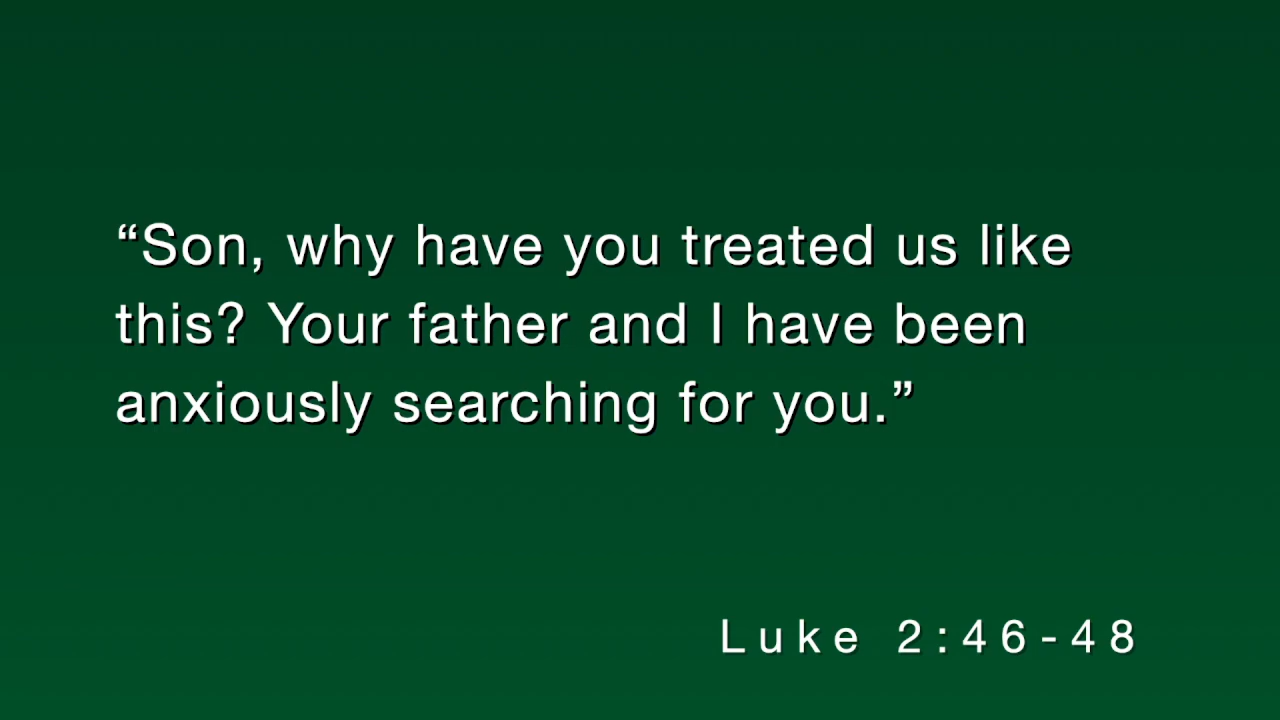 “Son, why have you treated us like
this? Your father and I have been
anxiously searching for you.”
Luke 2:46-48